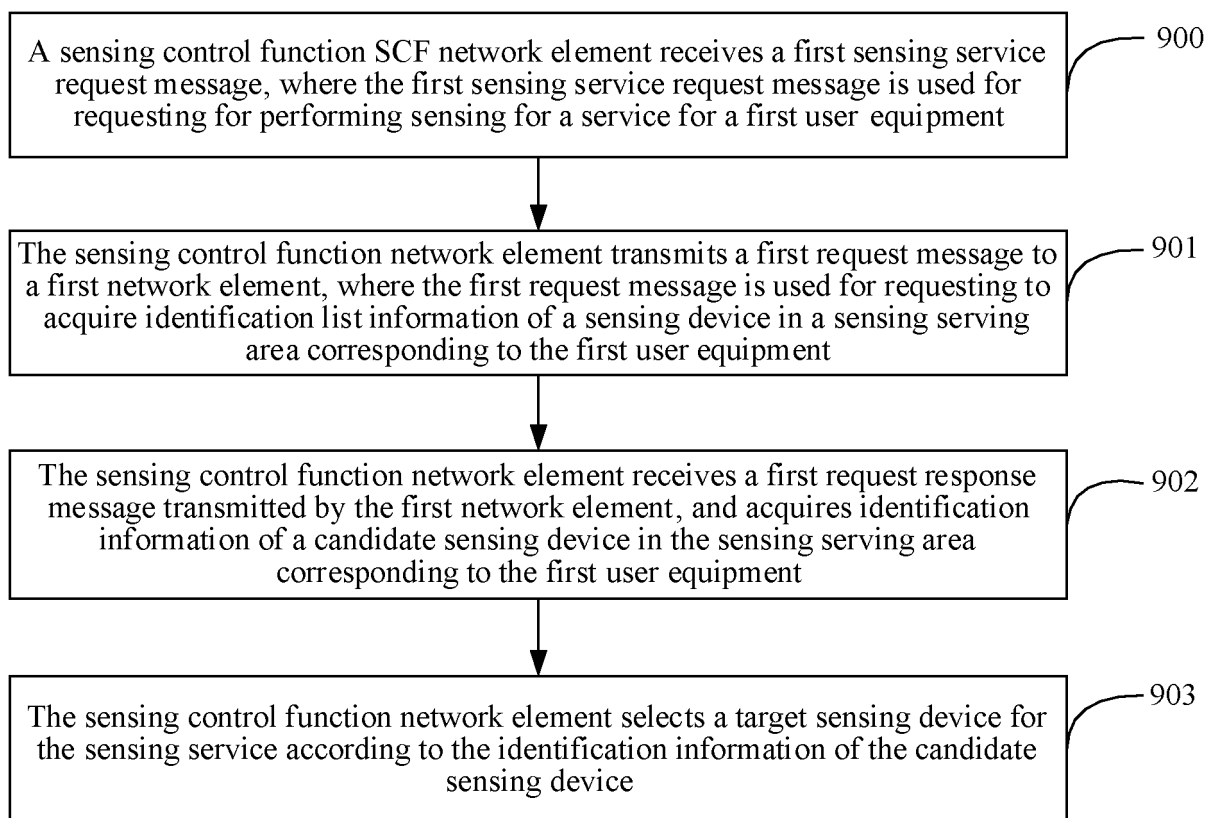 A sensing control function SCF network element receives a first sensing service
request message, where the first sensing service request message is used for
requesting for performing sensing for a service for a first user equipment
900
The sensing control function network element transmits a first request message to
a first network element, where the first request message is used for requesting to
acquire identification list information of a sensing device in a sensing serving
area corresponding to the first user equipment
901
The sensing control function network element receives a first request response
message transmitted by the first network element, and acquires identification
information of a candidate sensing device in the sensing serving area
corresponding to the first user equipment
902
The sensing control function network element selects a target sensing device for
the sensing service according to the identification information of the candidate
sensing device
903